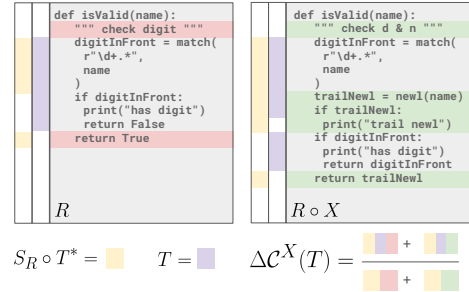 def isValid(name):
""" check digit """
digitInFront = match(
r"\d+.*",
name
)
if digitInFront:
print("has digit")
return False
return True
R
def isValid(name):
""" check d & n """
digitInFront = match(
r"\d+.*",
name
)
trailNewl = newl(name)
if trailNewl:
print("trail newl")
if digitInFront:
print("has digit")
return digitInFront
return trailNewl
R ∘ X
S_R ∘ T* =
T =
ΔC^X(T) =
+
+